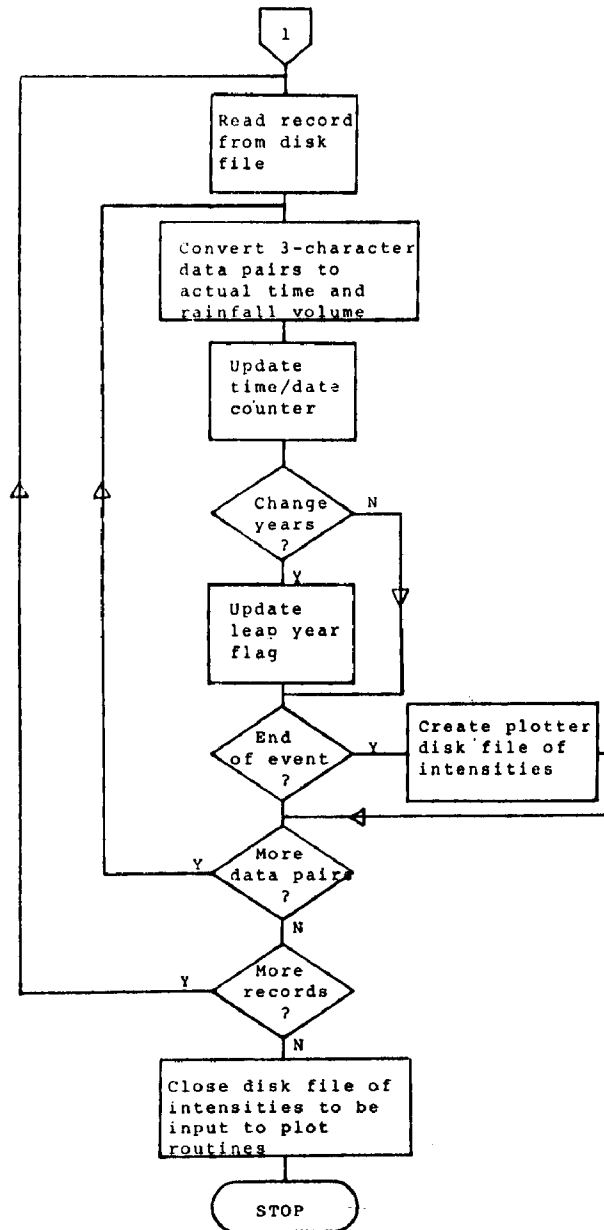 1
Read record
from disk
file
Convert 3-character
data pairs to
actual time and
rainfall volume
Update
time/date
counter
Change
years
?
N
Y
Update
leap year
flag
End
of event
?
Y
Create plotter
disk file of
intensities
More
data pairs
?
Y
N
More
records
?
Y
N
Close disk file of
intensities to be
input to plot
routines
STOP